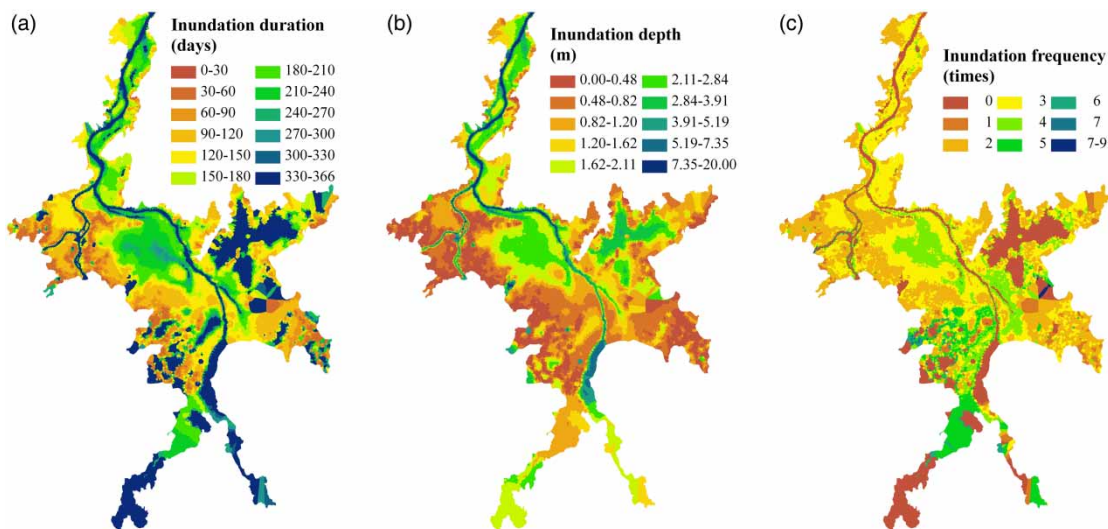 (a)
Inundation duration
(days)
0-30 180-210
30-60 210-240
60-90 240-270
90-120 270-300
120-150 300-330
150-180 330-366
(b)
Inundation depth
(m)
0.00-0.48 2.11-2.84
0.48-0.82 2.84-3.91
0.82-1.20 3.91-5.19
1.20-1.62 5.19-7.35
1.62-2.11 7.35-20.00
(c)
Inundation frequency
(times)
0 3 6
1 4 7
2 5 7-9